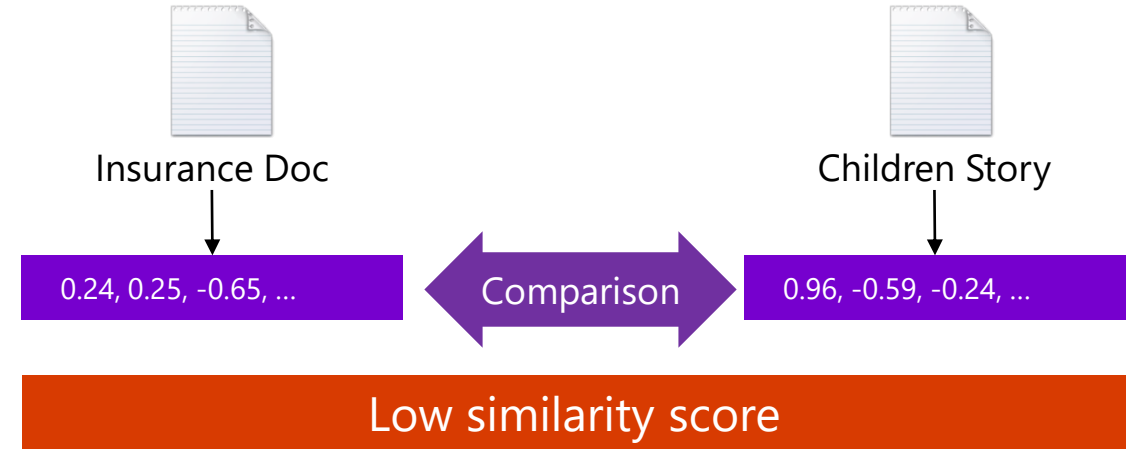 Insurance Doc
Children Story
0.24, 0.25, -0.65, ...
Comparison
0.96, -0.59, -0.24, ...
Low similarity score